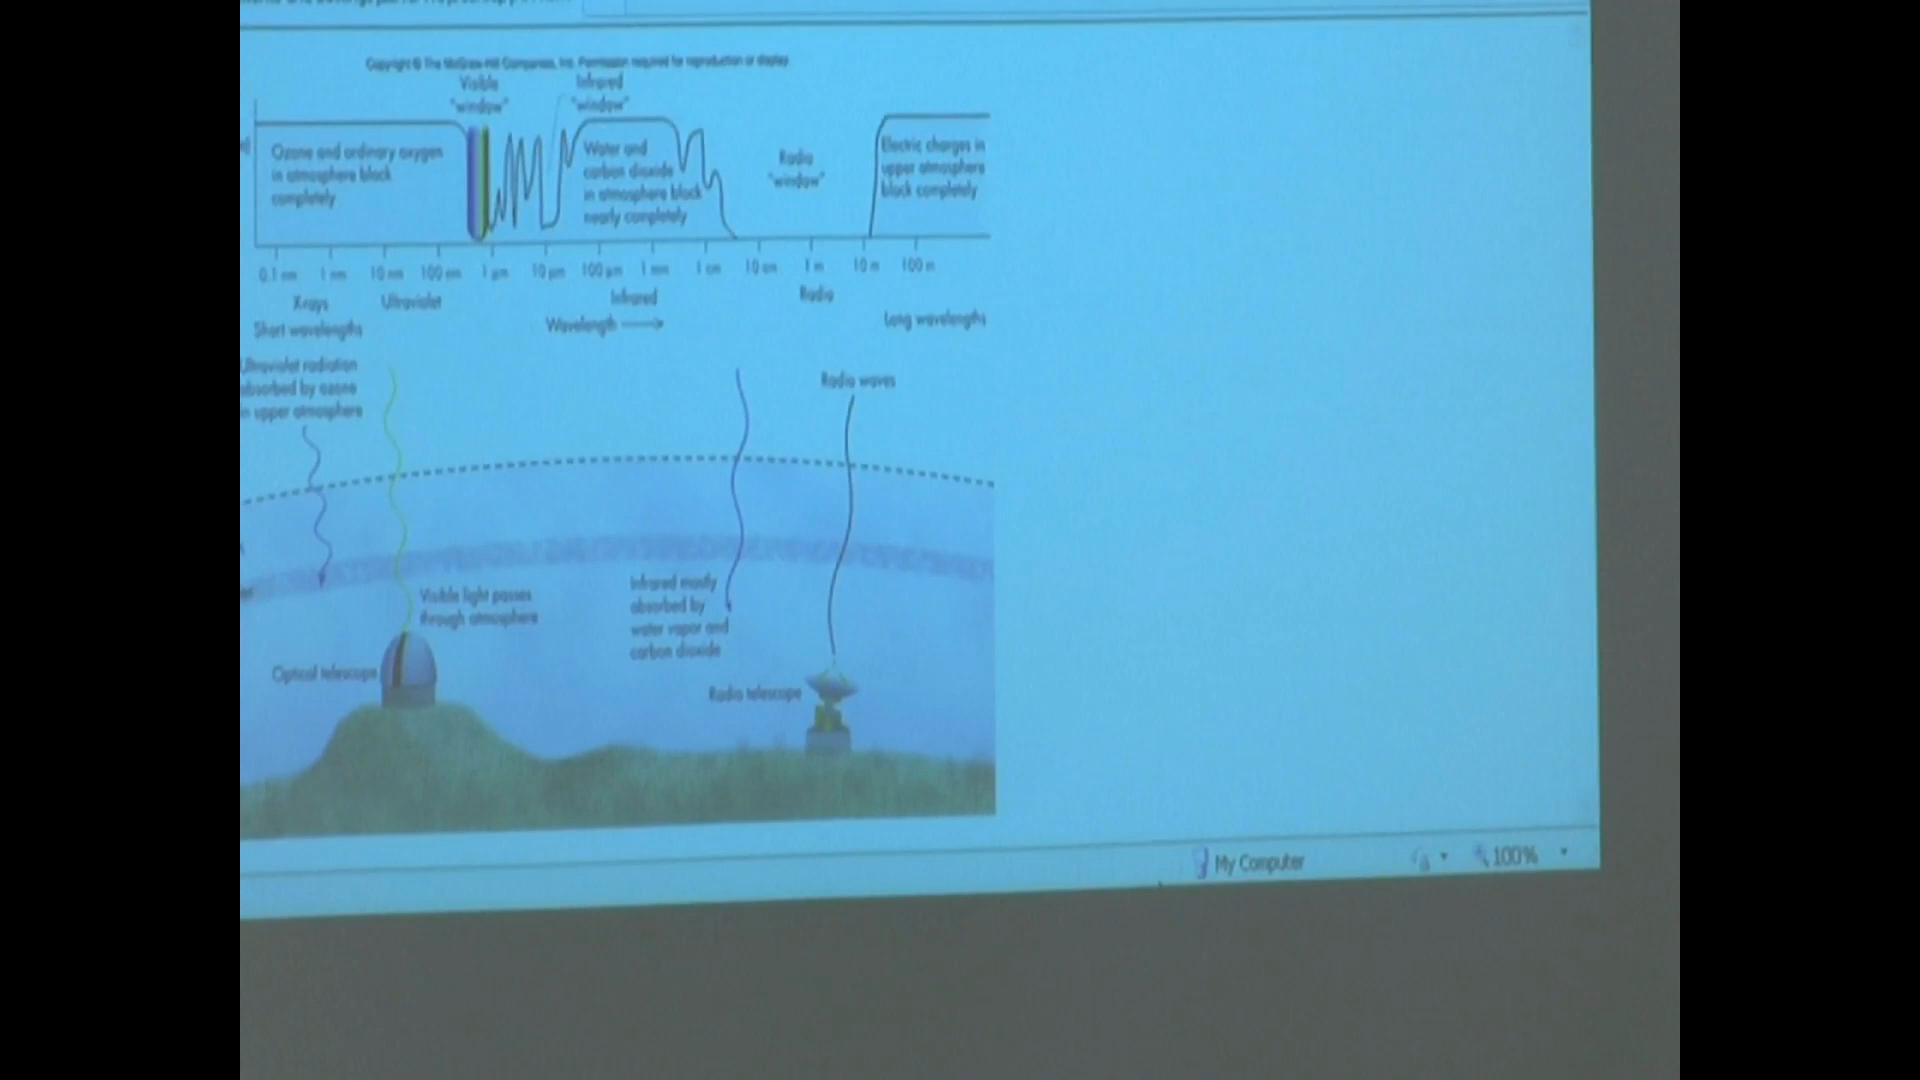 Copyright © The McGraw-Hill Companies, Inc. Permission required for reproduction or display
Visible
"window"
Infrared
"window"
Ozone and ordinary oxygen
in atmosphere block
completely
Water and
carbon dioxide
in atmosphere block
nearly completely
Radio
"window"
Electric charges in
upper atmosphere
block completely
0.1 nm 1 nm 10 nm 100 nm 1 µm 10 µm 100 µm 1 mm 1 cm 10 cm 1 m 10 m 100 m
X-rays Ultraviolet Infrared Radio
Short wavelengths Wavelength Long wavelengths
Ultraviolet radiation
absorbed by ozone
in upper atmosphere
Radio waves
Visible light passes
through atmosphere
Infrared mostly
absorbed by
water vapor and
carbon dioxide
Optical telescope
Radio telescope
My Computer 100%